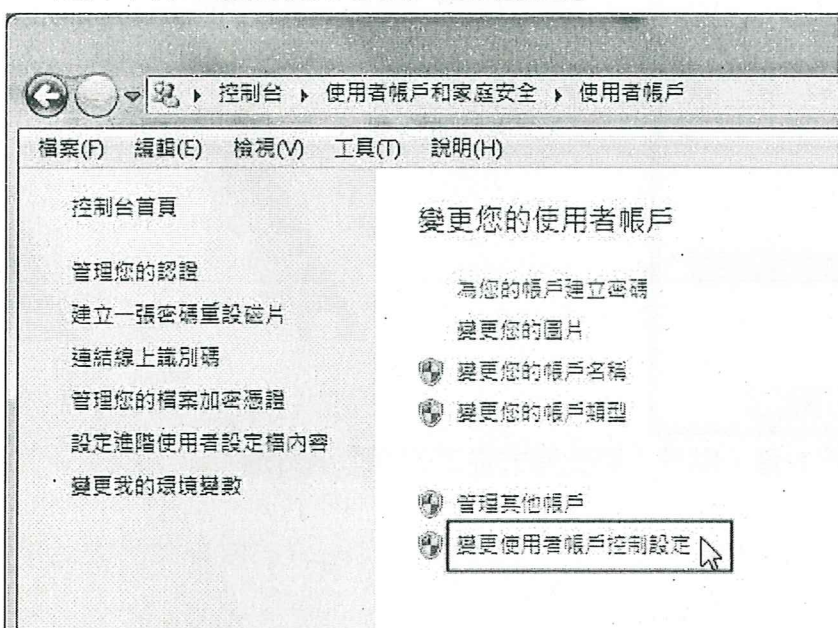 控制台 ▸ 使用者帳戶和家庭安全 ▸ 使用者帳戶
檔案(F) 編輯(E) 檢視(V) 工具(T) 說明(H)
控制台首頁
管理您的認證
建立一張密碼重設磁片
連結線上識別碼
管理您的檔案加密憑證
設定進階使用者設定檔內容
變更我的環境變數
變更您的使用者帳戶
為您的帳戶建立密碼
變更您的圖片
變更您的帳戶名稱
變更您的帳戶類型
管理其他帳戶
變更使用者帳戶控制設定